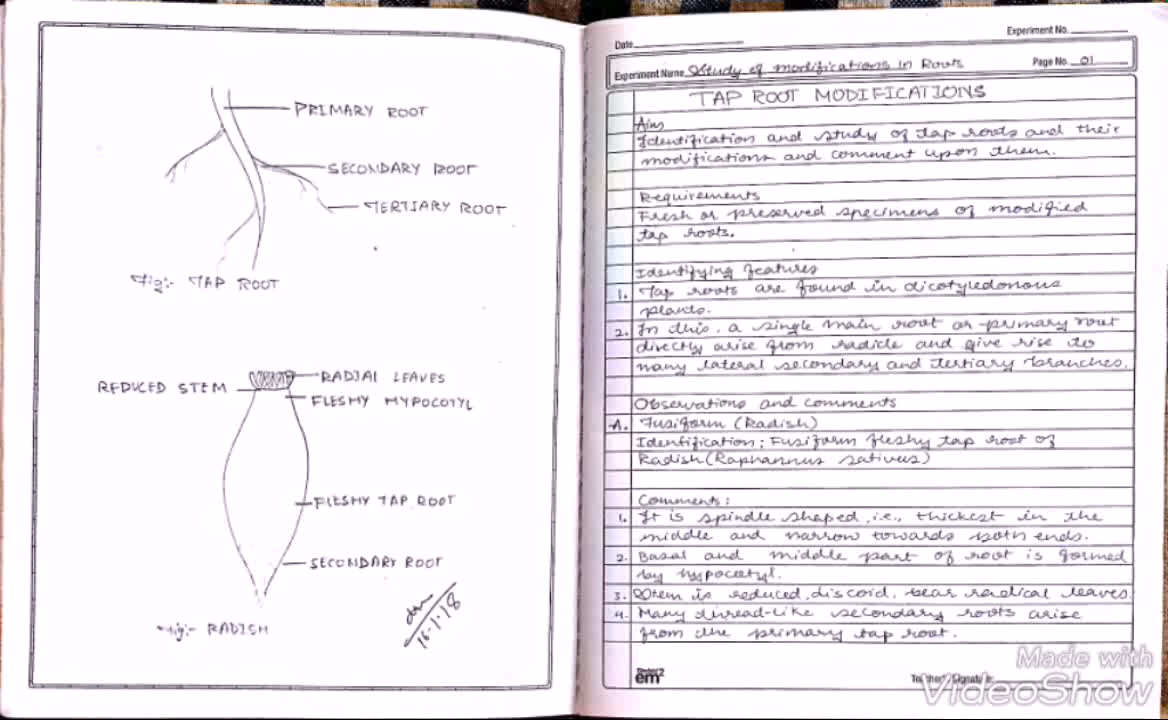 PRIMARY ROOT
SECONDARY ROOT
TERTIARY ROOT
Fig:- TAP ROOT
REDUCED STEM
RADIAL LEAVES
FLESHY HYPOCOTYL
FLESHY TAP ROOT
SECONDARY ROOT
16.1.18
Fig:- RADISH
Date
Experiment No.
Experiment Name Study of modifications in Roots
Page No. 01
TAP ROOT MODIFICATIONS
Aim
Identification and study of tap roots and their
modifications and comment upon them.
Requirements
Fresh or preserved specimens of modified
tap roots.
Identifying features
1. Tap roots are found in dicotyledonous
plants.
2. In this, a single main root or primary root
directly arise from radicle and give rise to
many lateral secondary and tertiary branches.
Observations and comments
A. Fusiform (Radish)
Identification: Fusiform fleshy tap root of
Radish (Raphannus sativus)
Comments:
1. It is spindle shaped, i.e., thickest in the
middle and narrow towards both ends.
2. Basal and middle part of root is formed
by hypocotyl.
3. Stem is reduced, discoid, bear radical leaves
4. Many thread-like secondary roots arise
from the primary tap root.
em²
Teacher's Signature:
Made with
VideoShow